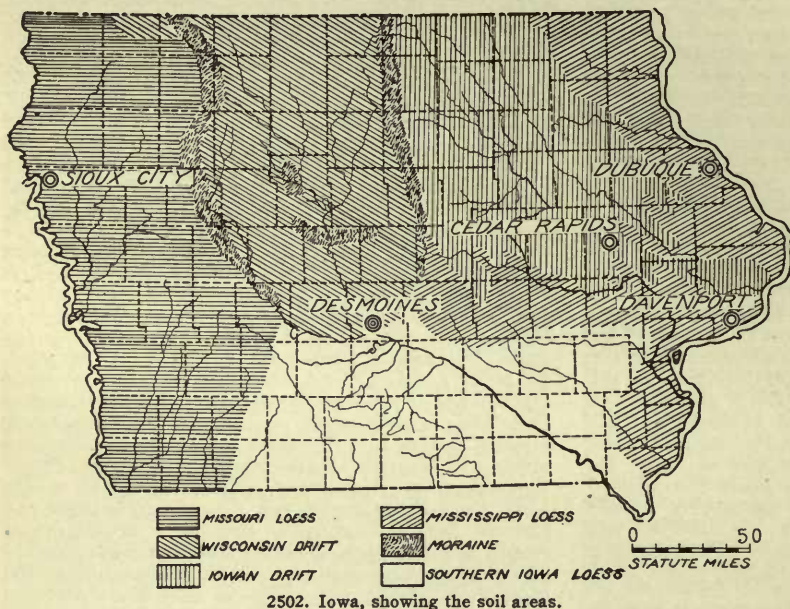 SIOUX CITY
DUBUQUE
CEDAR RAPIDS
DESMOINES
DAVENPORT
MISSOURI LOESS
MISSISSIPPI LOESS
WISCONSIN DRIFT
MORAINE
IOWAN DRIFT
SOUTHERN IOWA LOESS
0 50
STATUTE MILES
2502. Iowa, showing the soil areas.